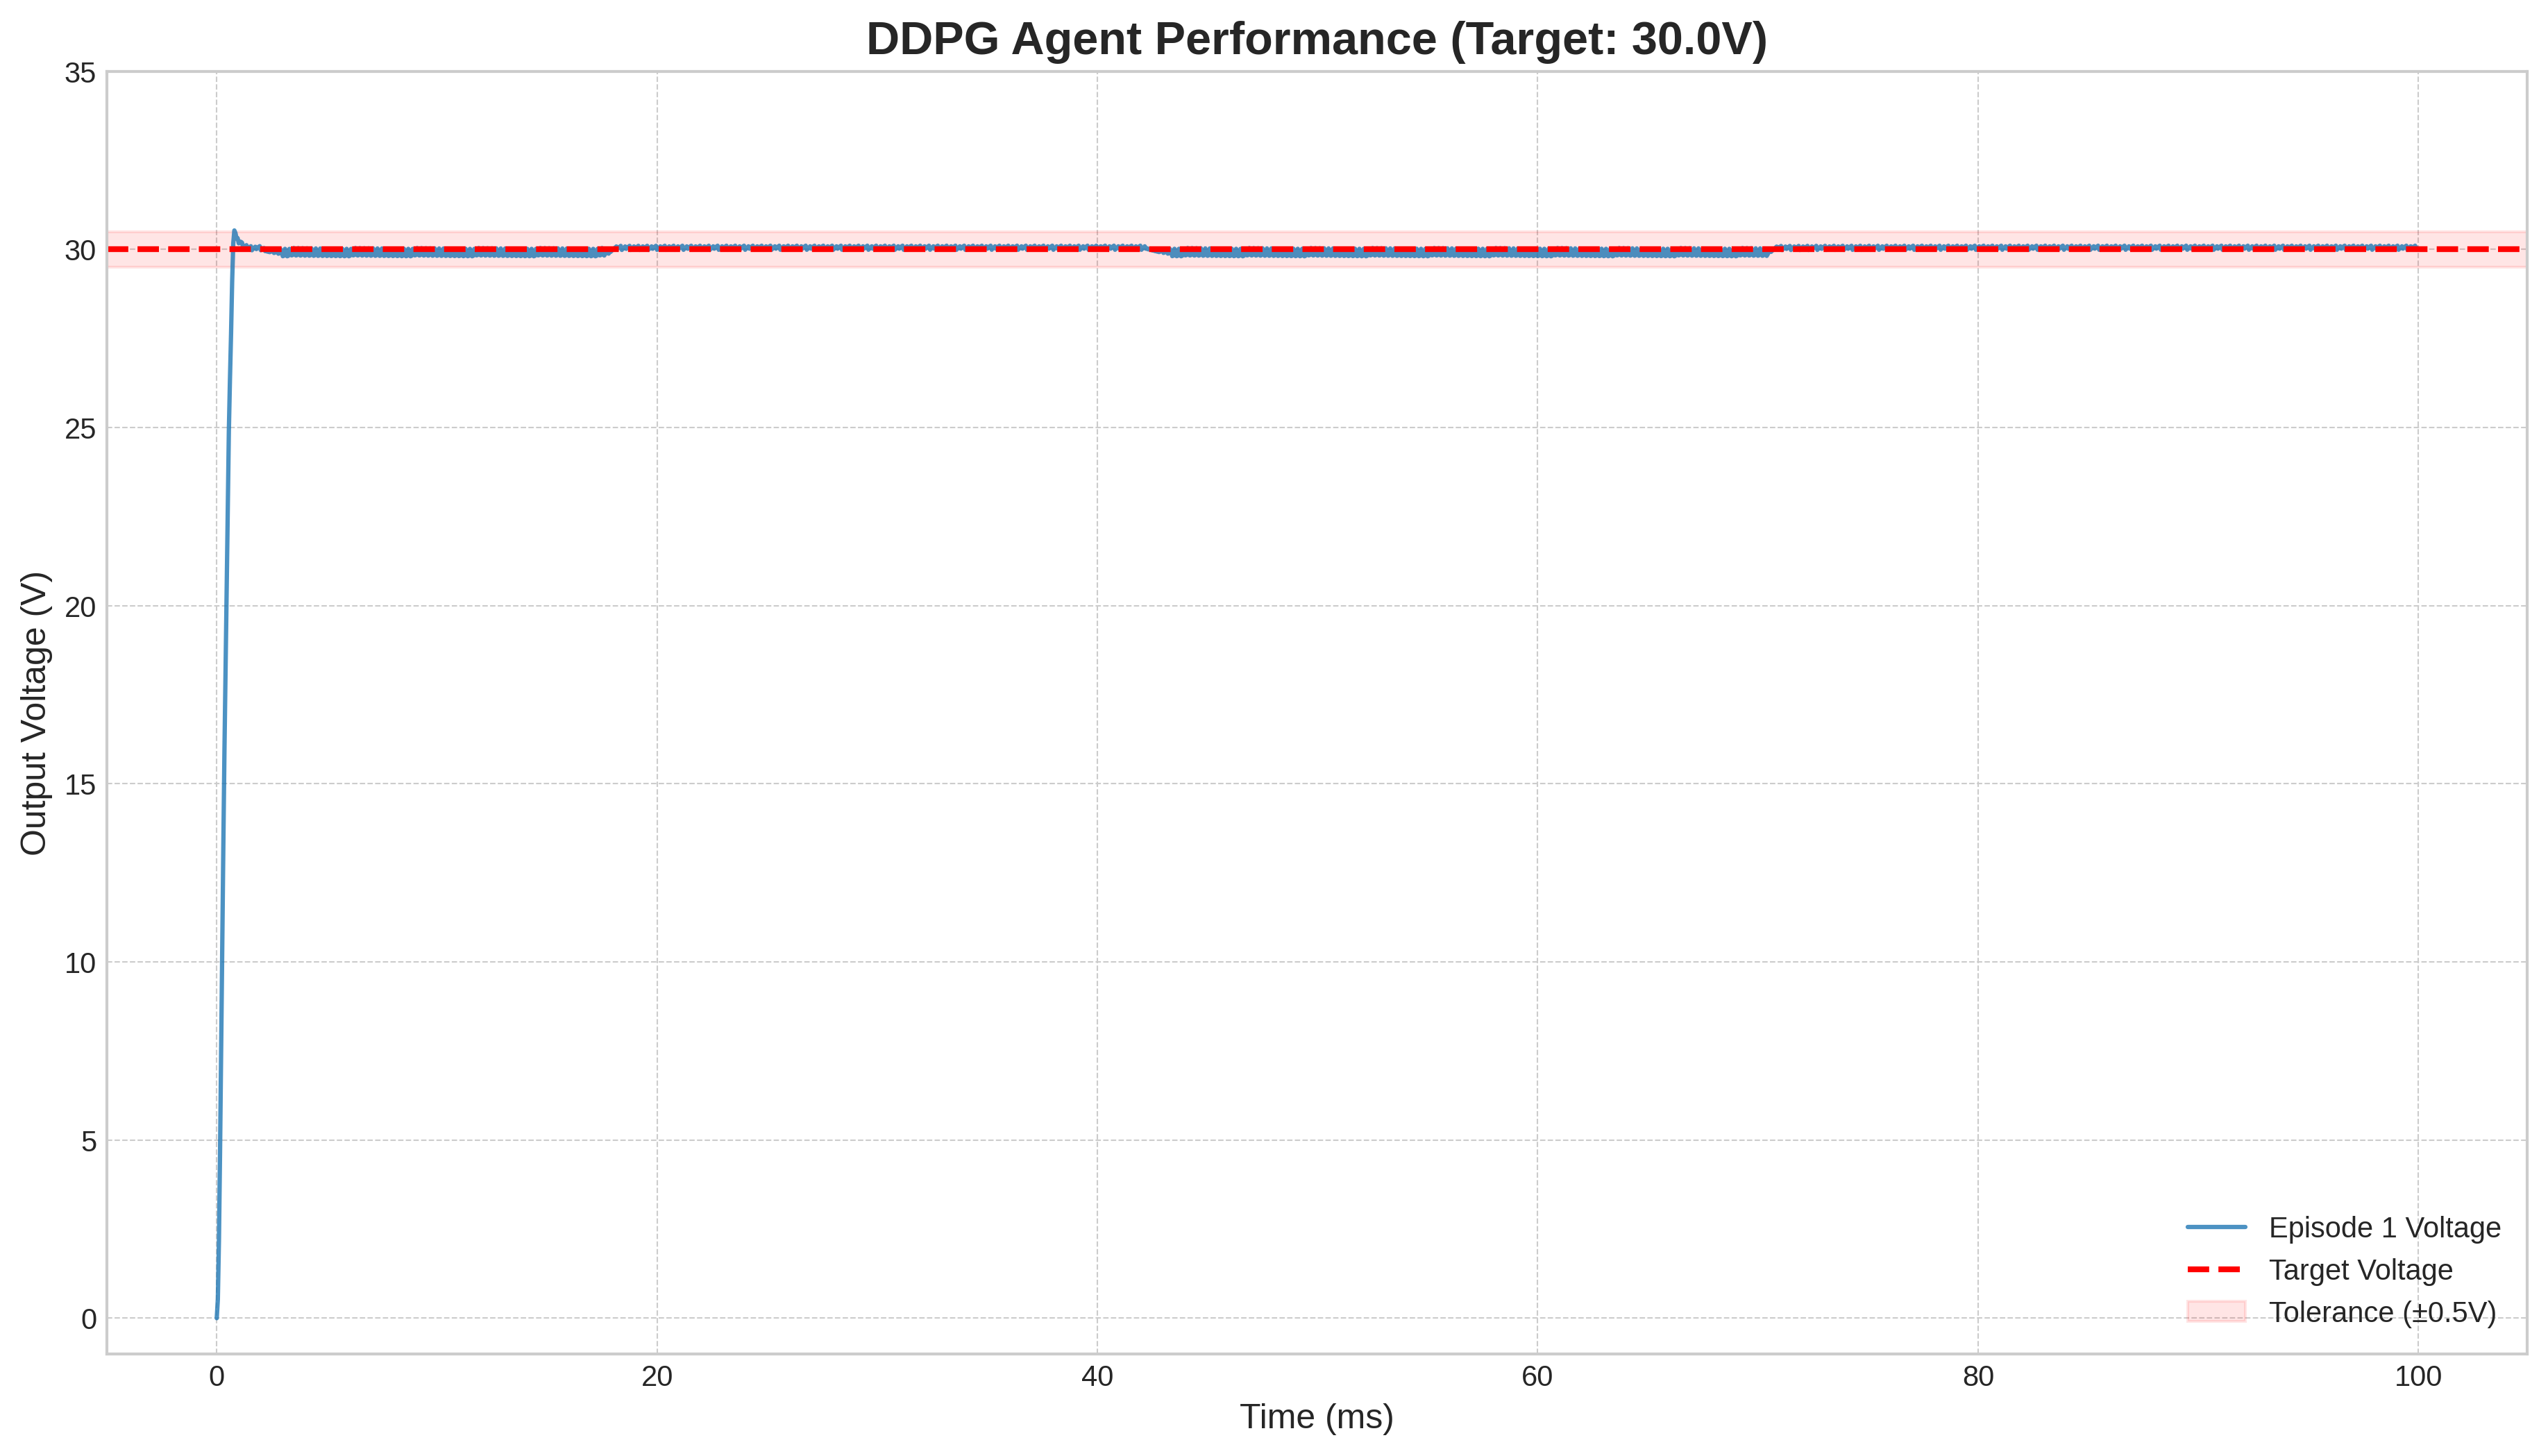 DDPG Agent Performance (Target: 30.0V)
35
30
25
20
15
10
5
0
Output Voltage (V)
0 20 40 60 80 100
Time (ms)
Episode 1 Voltage
Target Voltage
Tolerance (±0.5V)